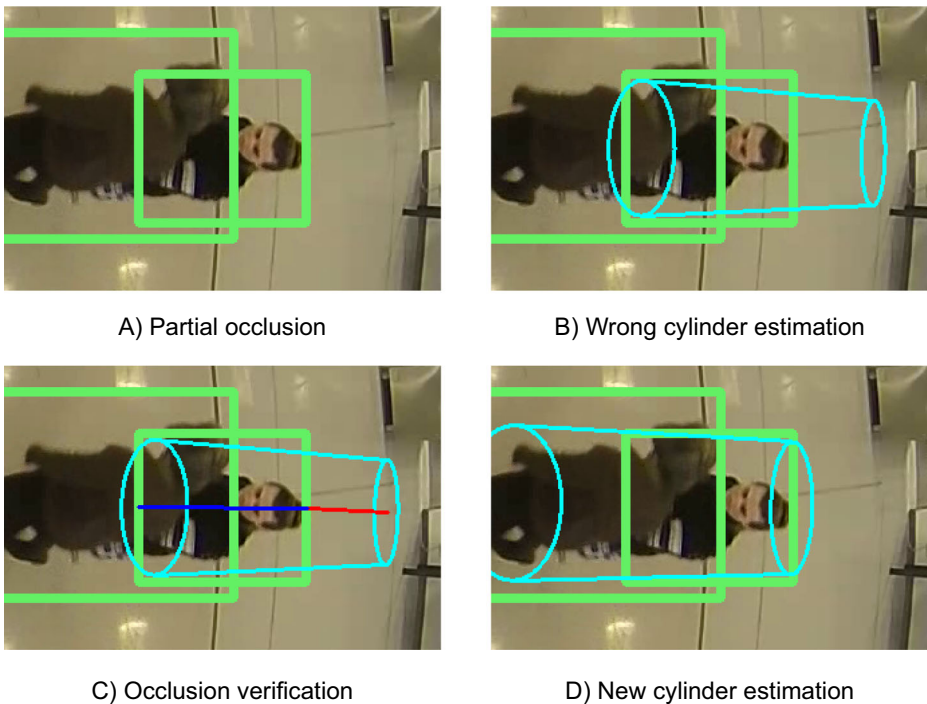 A) Partial occlusion
B) Wrong cylinder estimation
C) Occlusion verification
D) New cylinder estimation